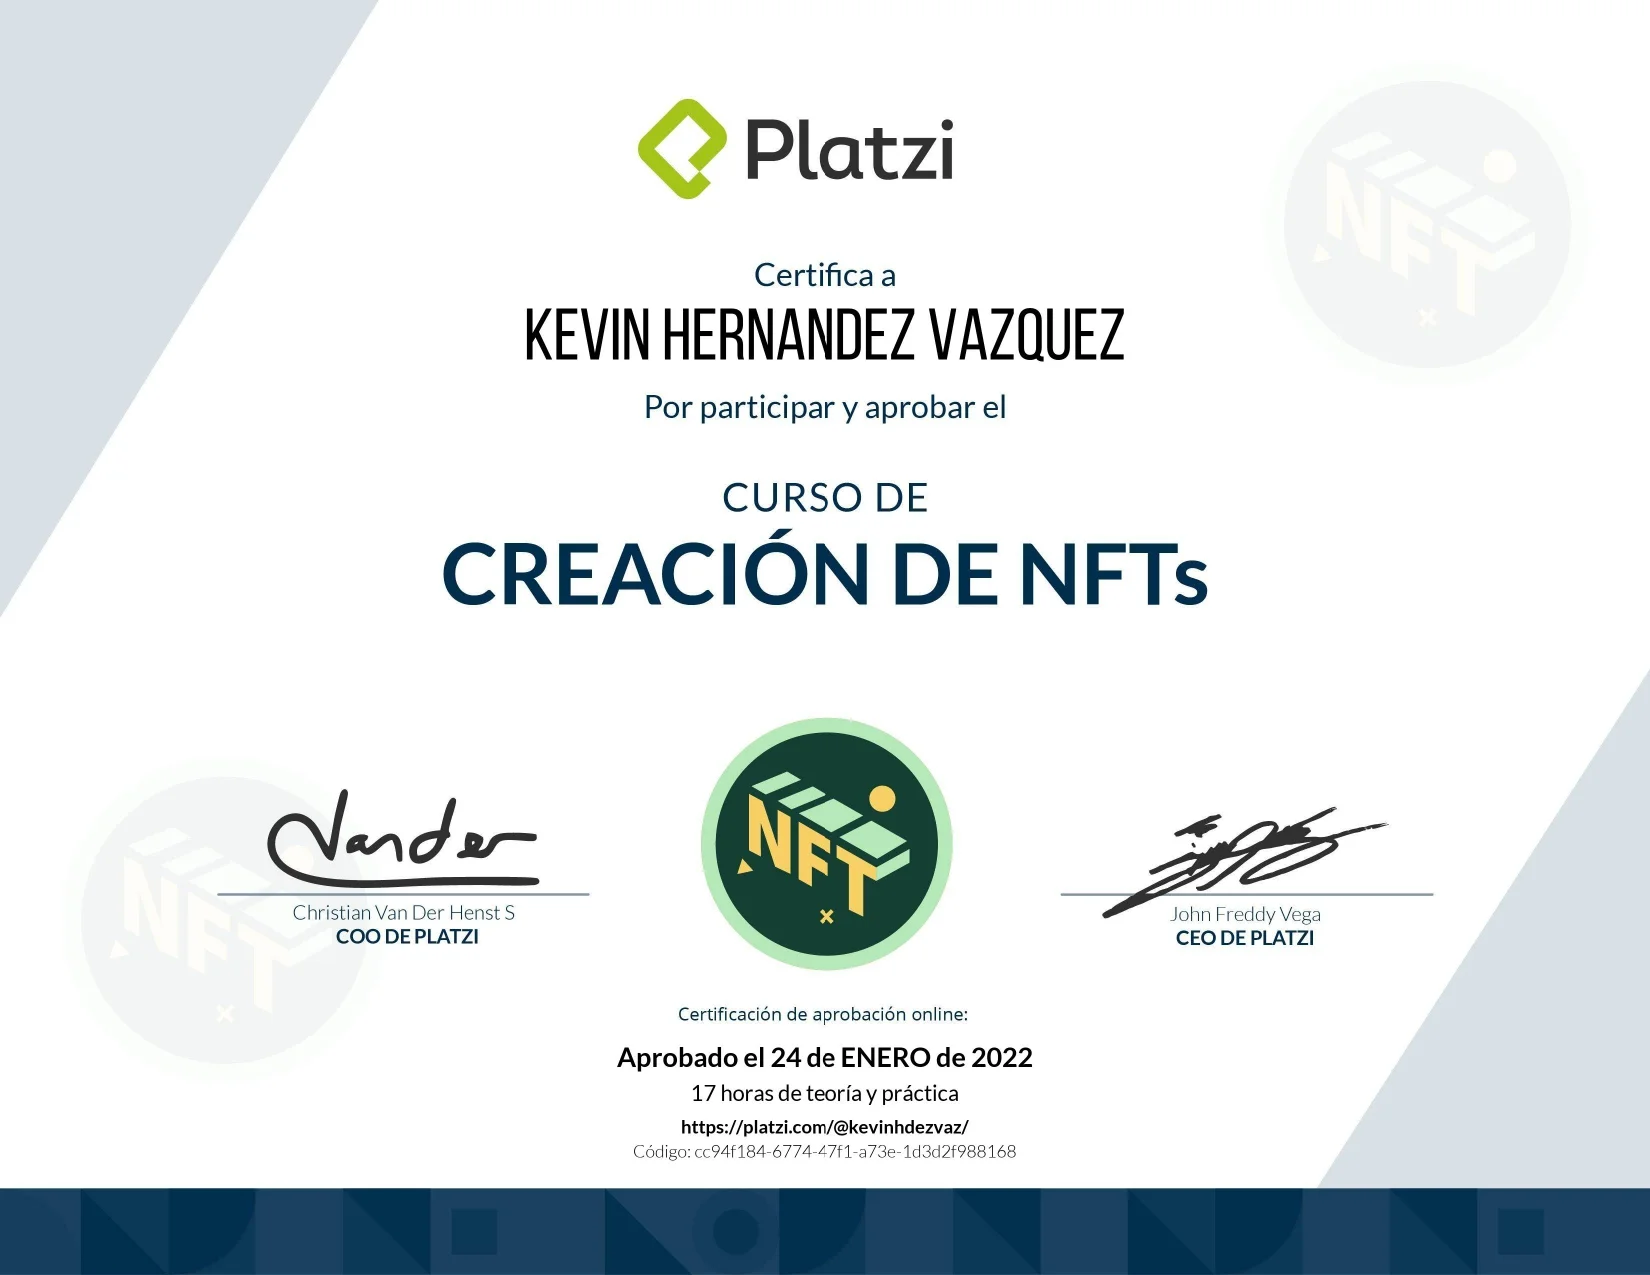 Platzi
Certifica a
KEVIN HERNANDEZ VAZQUEZ
Por participar y aprobar el
CURSO DE
CREACIÓN DE NFTs
NFT
Vander
NFT
NFT
Christian Van Der Henst S
COO DE PLATZI
John Freddy Vega
CEO DE PLATZI
Certificación de aprobación online:
Aprobado el 24 de ENERO de 2022
17 horas de teoría y práctica
https://platzi.com/@kevinhdezvaz/
Código: cc94f184-6774-47f1-a73e-1d3d2f988168